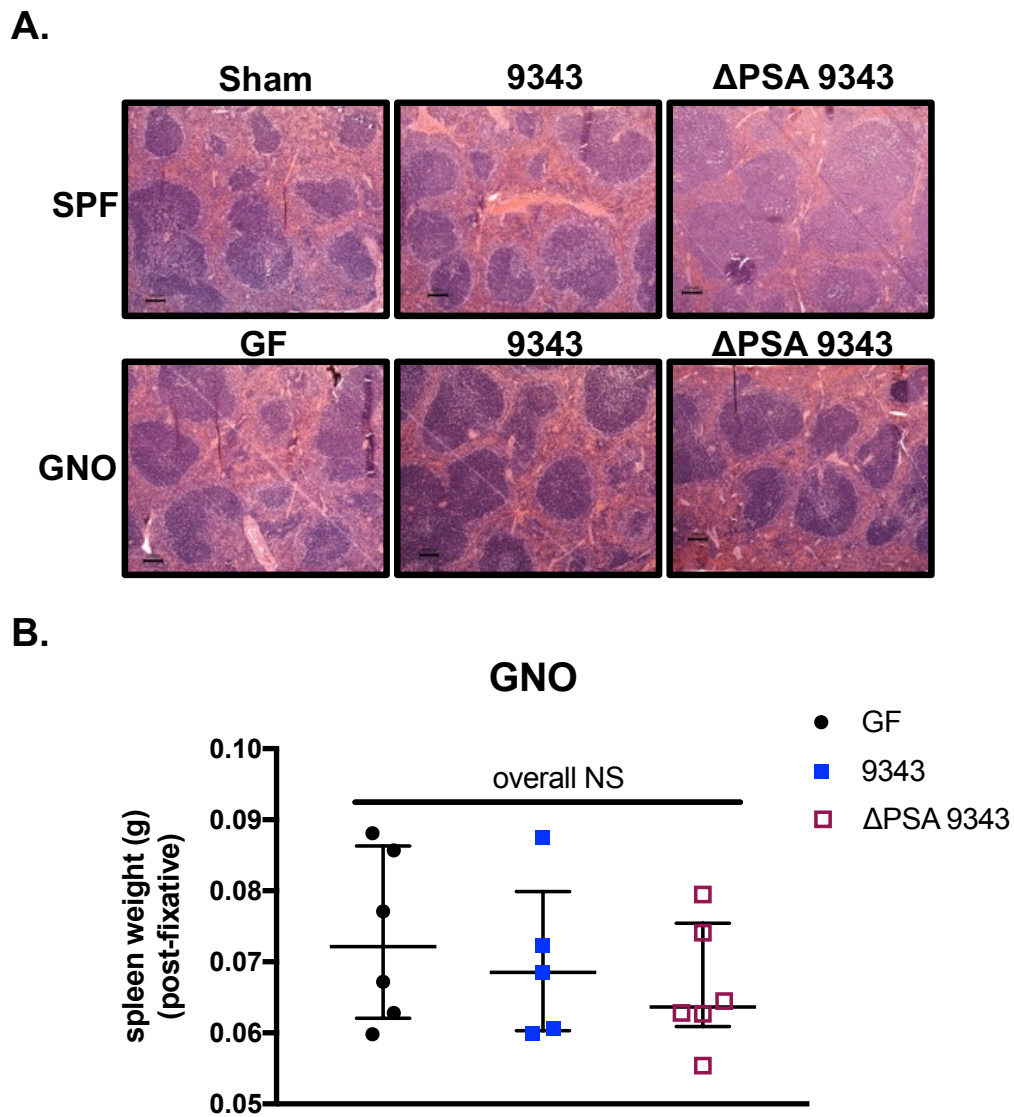 A.
Sham 9343 ΔPSA 9343
SPF
GF 9343 ΔPSA 9343
GNO
B.
GNO
GF
9343
ΔPSA 9343
overall NS
spleen weight (g)
(post-fixative)
0.10
0.09
0.08
0.07
0.06
0.05